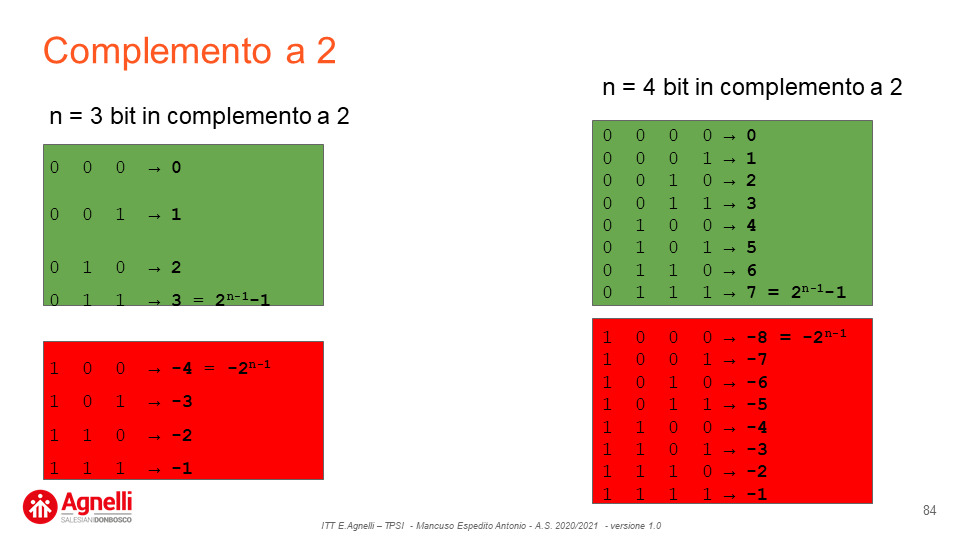 Complemento a 2
n = 3 bit in complemento a 2
0 0 0 → 0
0 0 1 → 1
0 1 0 → 2
0 1 1 → 3 = 2ⁿ⁻¹-1
1 0 0 → -4 = -2ⁿ⁻¹
1 0 1 → -3
1 1 0 → -2
1 1 1 → -1
n = 4 bit in complemento a 2
0 0 0 0 → 0
0 0 0 1 → 1
0 0 1 0 → 2
0 0 1 1 → 3
0 1 0 0 → 4
0 1 0 1 → 5
0 1 1 0 → 6
0 1 1 1 → 7 = 2ⁿ⁻¹-1
1 0 0 0 → -8 = -2ⁿ⁻¹
1 0 0 1 → -7
1 0 1 0 → -6
1 0 1 1 → -5
1 1 0 0 → -4
1 1 0 1 → -3
1 1 1 0 → -2
1 1 1 1 → -1
Agnelli
SALESIANIDONBOSCO
ITT E.Agnelli – TPSI - Mancuso Espedito Antonio - A.S. 2020/2021 - versione 1.0
84